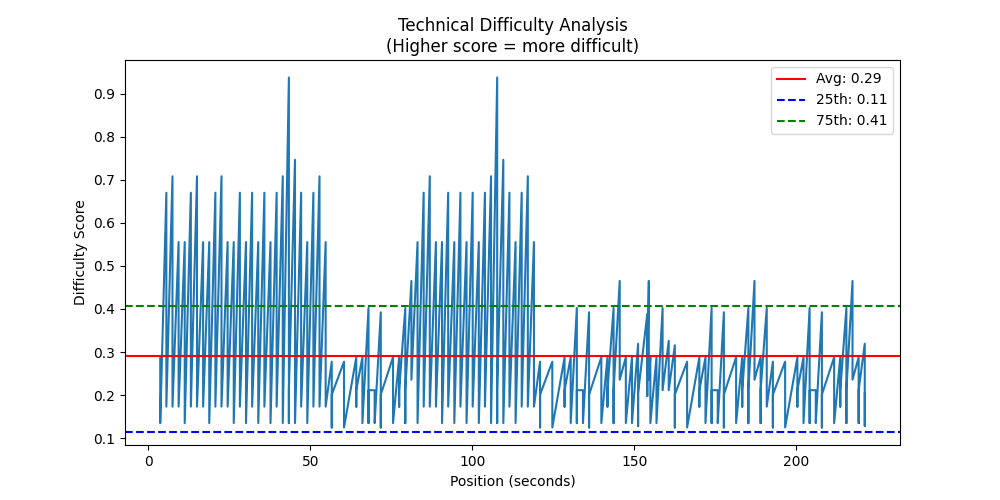 Technical Difficulty Analysis
(Higher score = more difficult)
Difficulty Score
0.9
0.8
0.7
0.6
0.5
0.4
0.3
0.2
0.1
Avg: 0.29
25th: 0.11
75th: 0.41
0
50
100
150
200
Position (seconds)